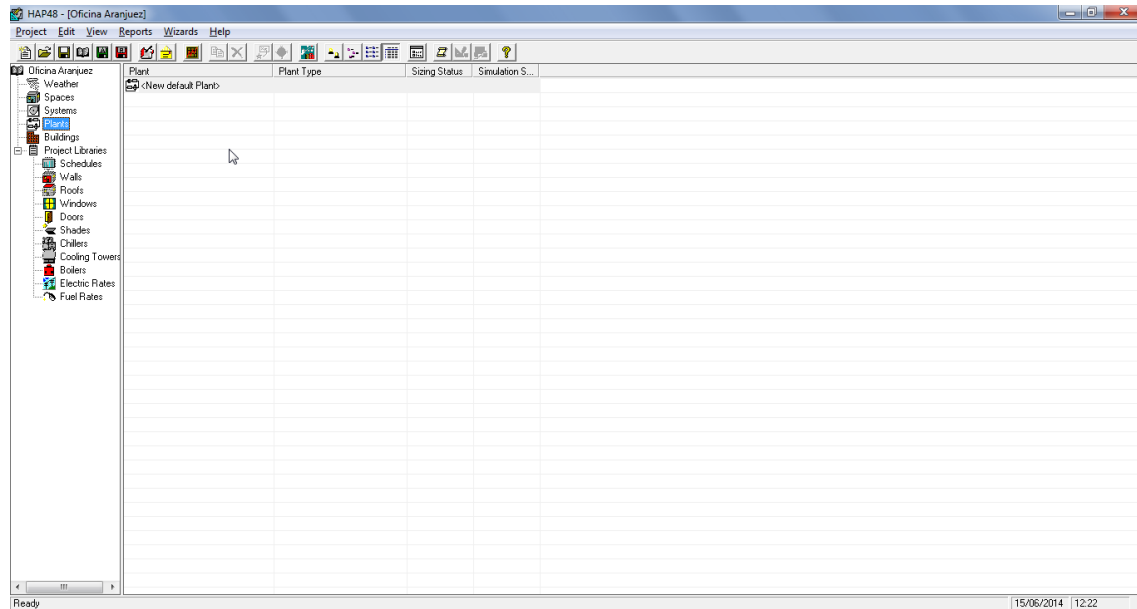 HAP48 - [Oficina Aranjuez]
Project Edit View Reports Wizards Help
Oficina Aranjuez
Weather
Spaces
Systems
Plants
Buildings
Project Libraries
Schedules
Walls
Roofs
Windows
Doors
Shades
Chillers
Cooling Towers
Boilers
Electric Rates
Fuel Rates
Plant Plant Type Sizing Status Simulation S...
<New default Plant>
Ready 15/06/2014 12:22